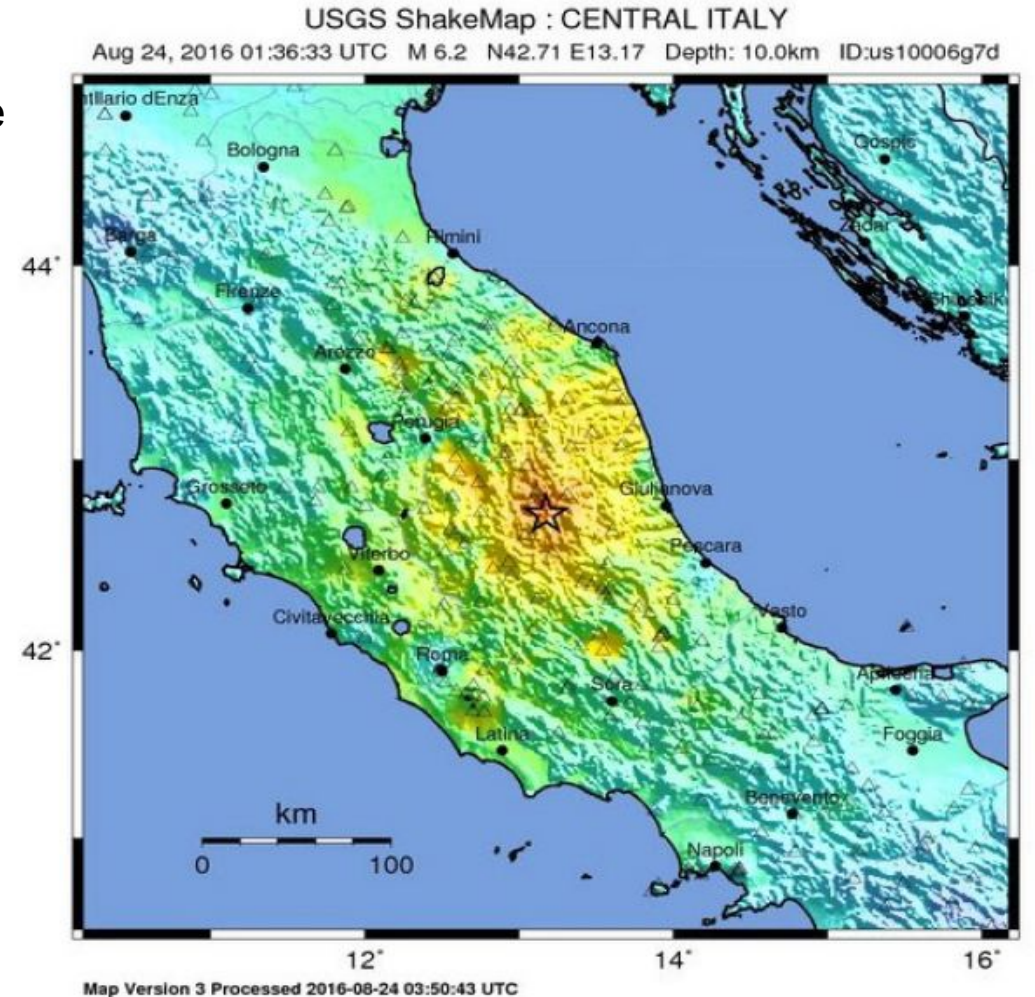 USGS ShakeMap : CENTRAL ITALY
Aug 24, 2016 01:36:33 UTC M 6.2 N42.71 E13.17 Depth: 10.0km ID:us10006g7d
e
dEnza
Bologna
Gospic
Barga
Rimini
Zadar
44°
Firenze
Ancona
Arezzo
Perugia
Grosseto
Giulianova
Pescara
Viterbo
Civitavecchia
Vasto
42°
Roma
Sora
Apricena
Latina
Foggia
km
Benevento
0 100
Napoli
12° 14° 16°
Map Version 3 Processed 2016-08-24 03:50:43 UTC